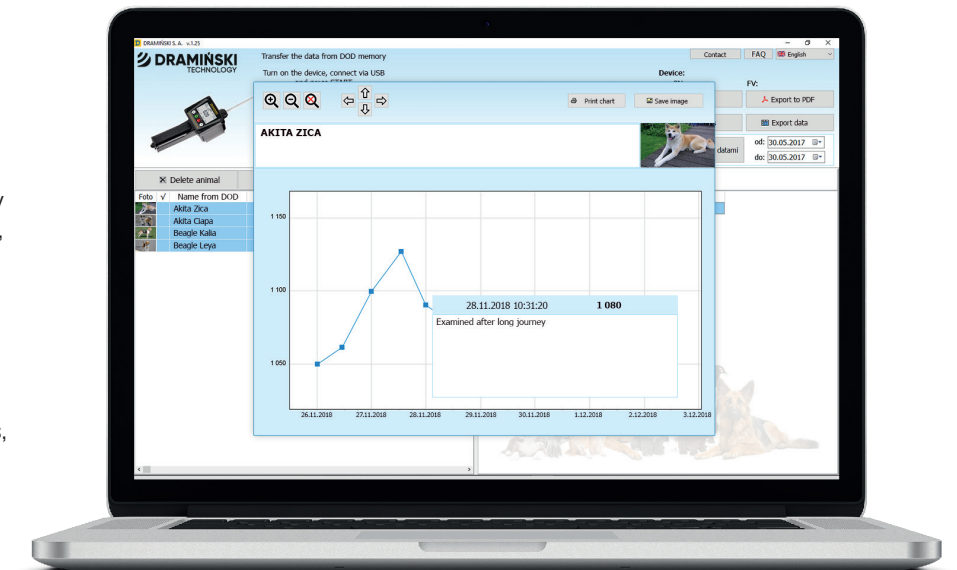 DRAMIŃSKI S. A. v.1.25
DRAMIŃSKI
TECHNOLOGY
Transfer the data from DOD memory
Turn on the device, connect via USB
Contact
FAQ
English
Device:
FV:
Export to PDF
Export data
datami
od: 30.05.2017
do: 30.05.2017
Print chart
Save image
AKITA ZICA
Delete animal
Foto √ Name from DOD
Akita Zica
Akita Ciapa
Beagle Kalia
Beagle Leya
1 150
1 100
1 050
28.11.2018 10:31:20 1 080
Examined after long journey
26.11.2018 27.11.2018 28.11.2018 29.11.2018 30.11.2018 1.12.2018 2.12.2018 3.12.2018